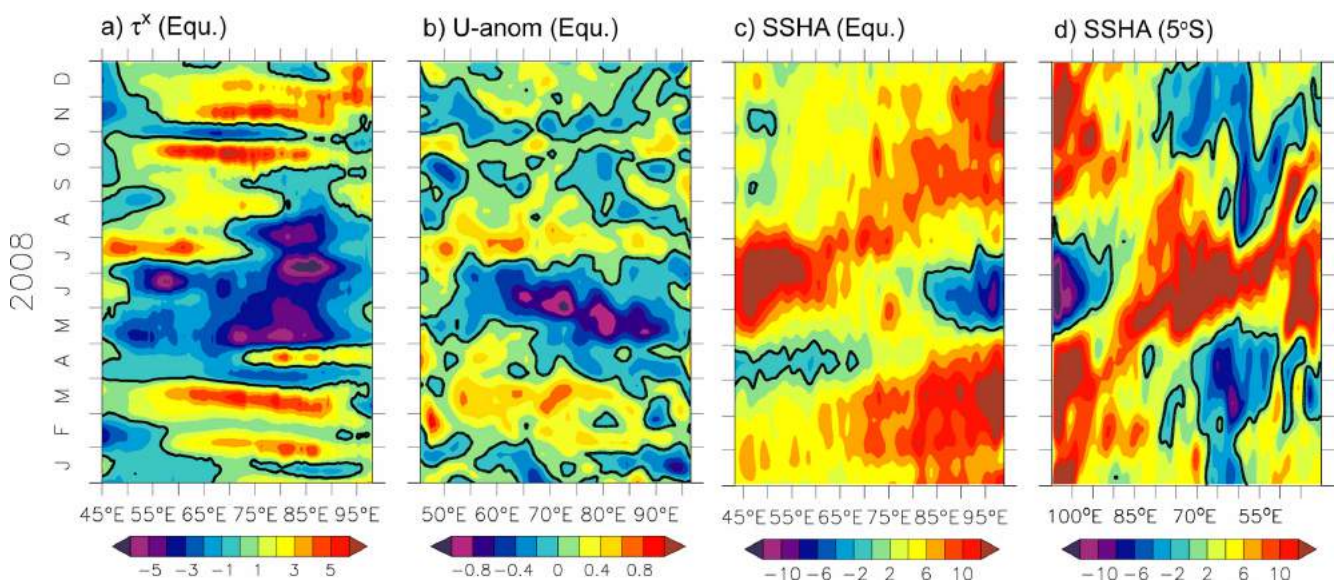 a) τˣ (Equ.)
b) U-anom (Equ.)
c) SSHA (Equ.)
d) SSHA (5°S)
2008
D
N
O
S
A
J
J
M
A
M
F
J
45°E 55°E 65°E 75°E 85°E 95°E
50°E 60°E 70°E 80°E 90°E
45°E 55°E 65°E 75°E 85°E 95°E
100°E 85°E 70°E 55°E
−5 −3 −1 1 3 5
−0.8 −0.4 0 0.4 0.8
−10 −6 −2 2 6 10
−10 −6 −2 2 6 10